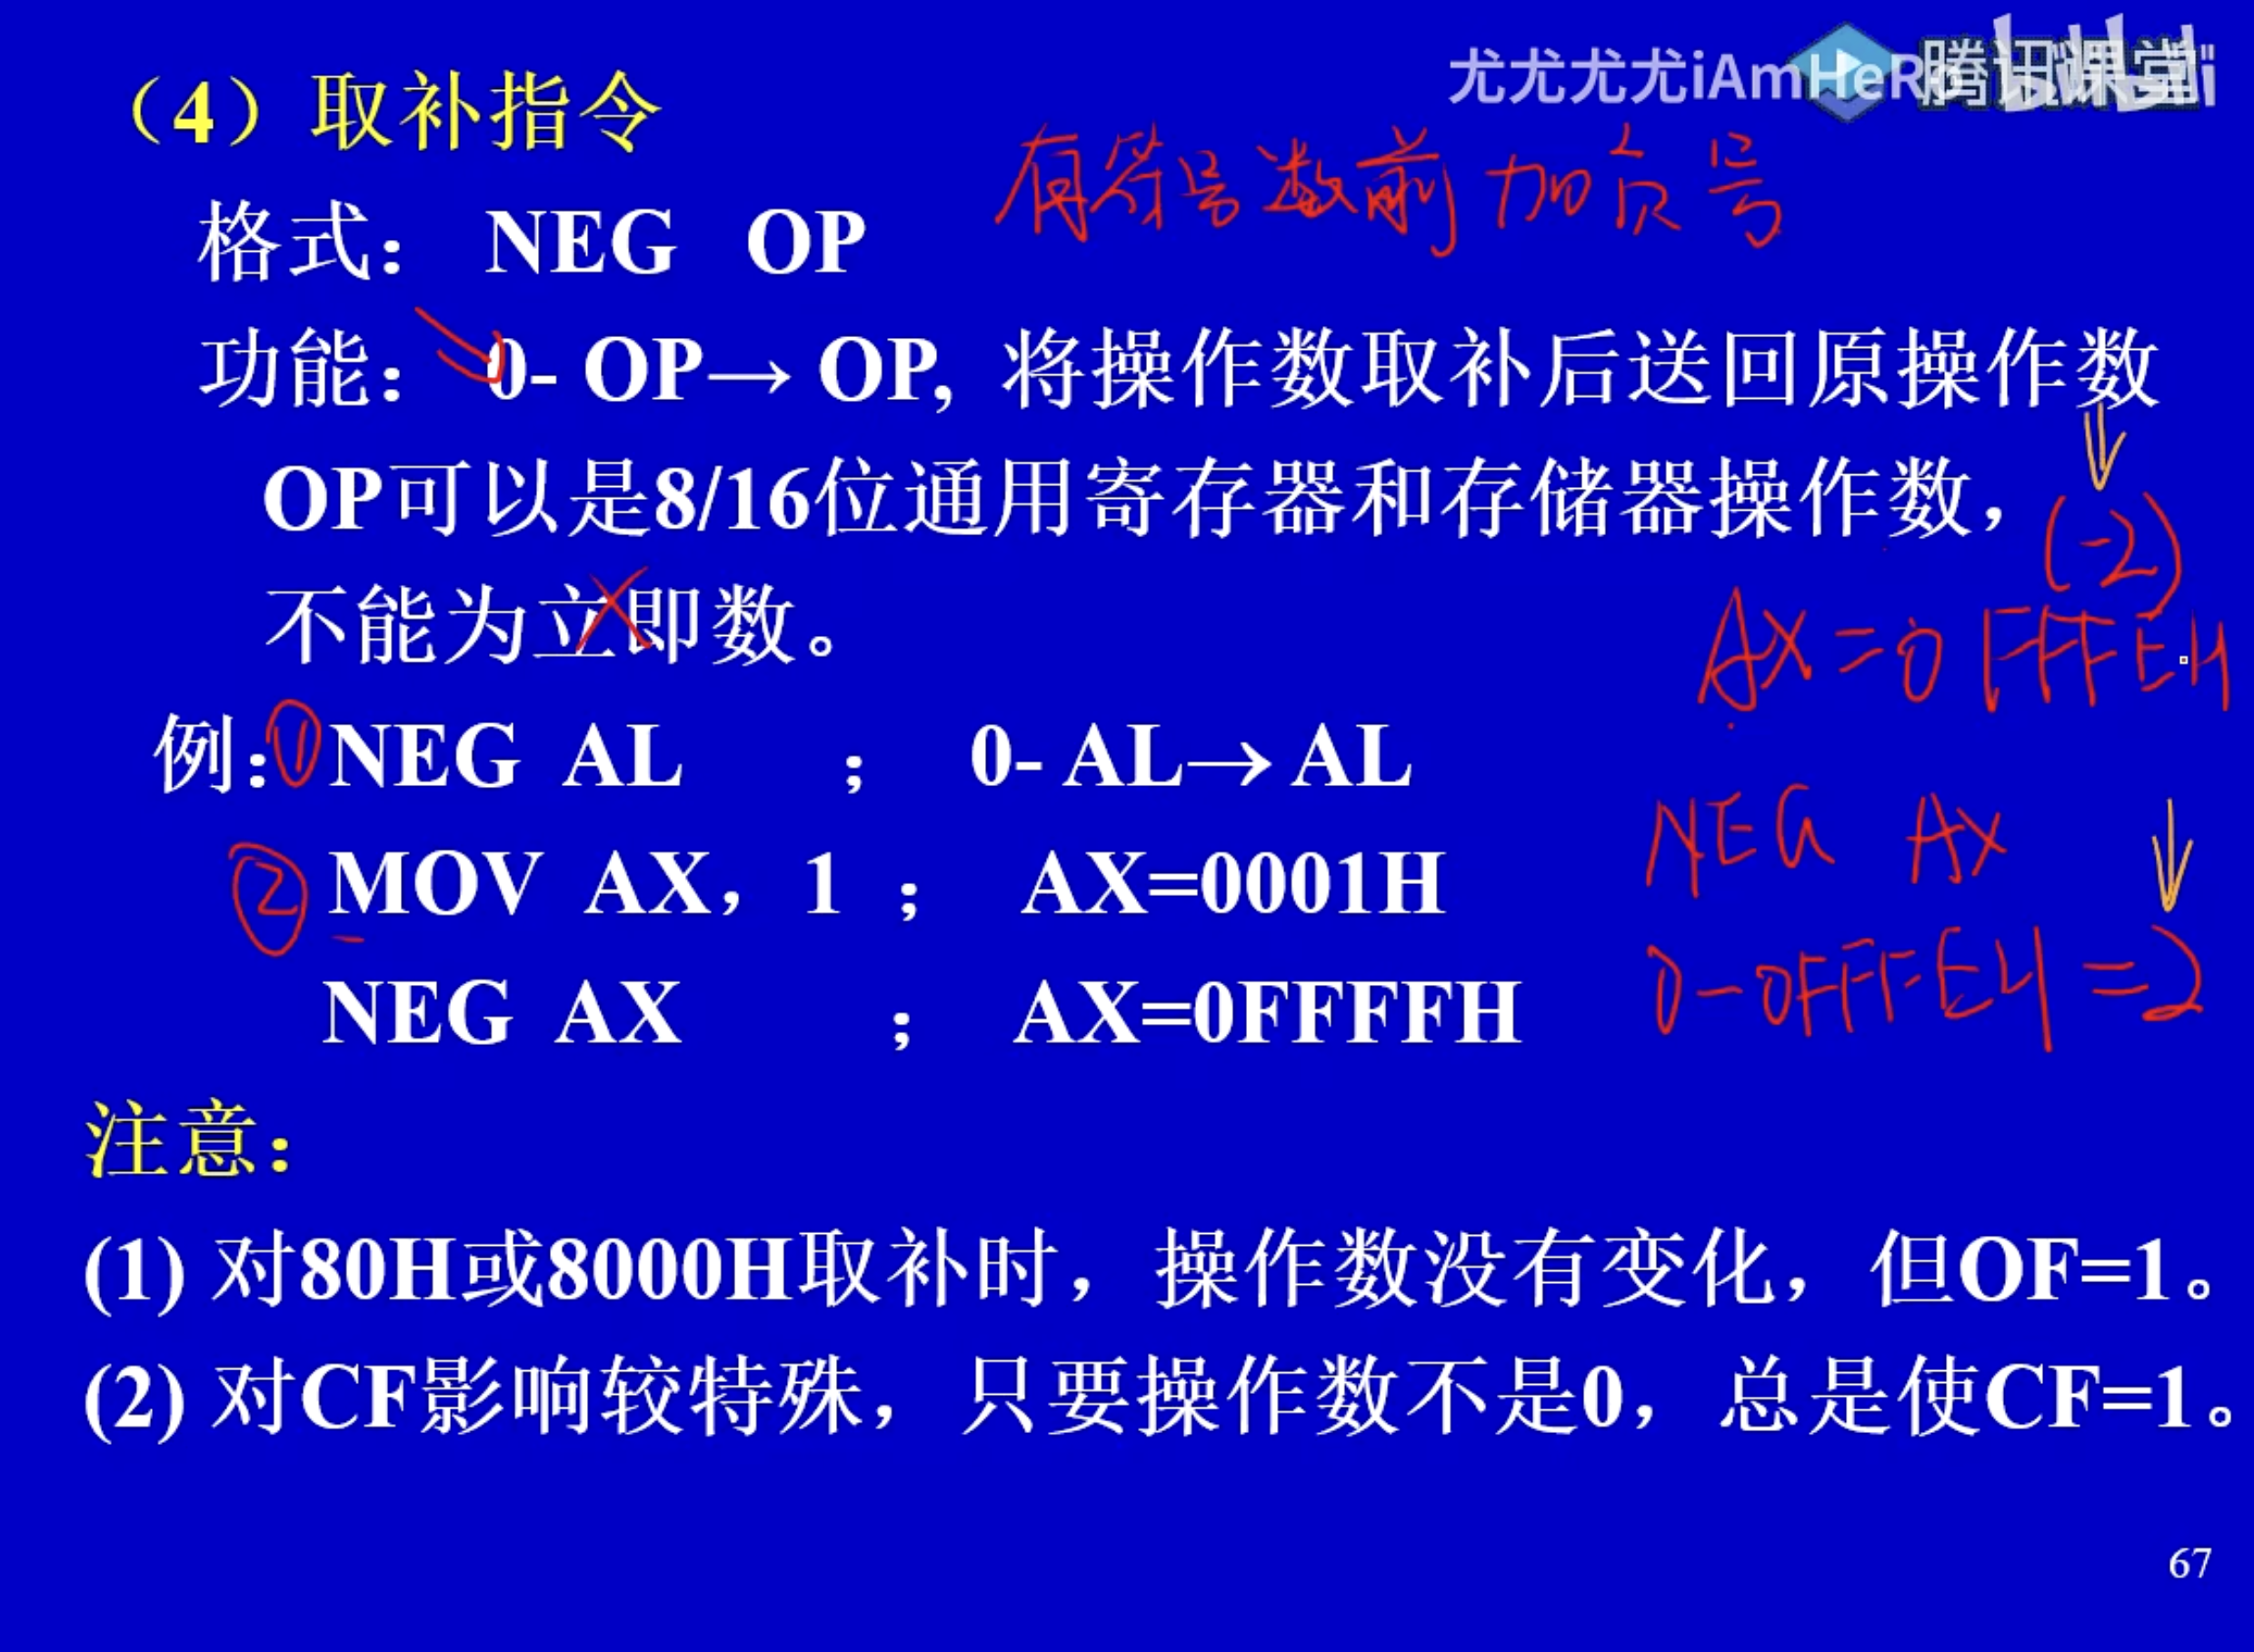 尤尤尤尤iAmHeR 腾讯课堂
（4）取补指令
有符号数前加负号
格式： NEG OP
功能： 0- OP→ OP, 将操作数取补后送回原操作数
OP可以是8/16位通用寄存器和存储器操作数，
(-2)
不能为立即数。
AX=0FFFEH
例: ① NEG AL ； 0- AL→ AL
NEG AX
② MOV AX， 1 ； AX=0001H
0-0FFFEH=2
NEG AX ； AX=0FFFFH
注意：
(1) 对80H或8000H取补时， 操作数没有变化， 但OF=1。
(2) 对CF影响较特殊， 只要操作数不是0， 总是使CF=1。
67